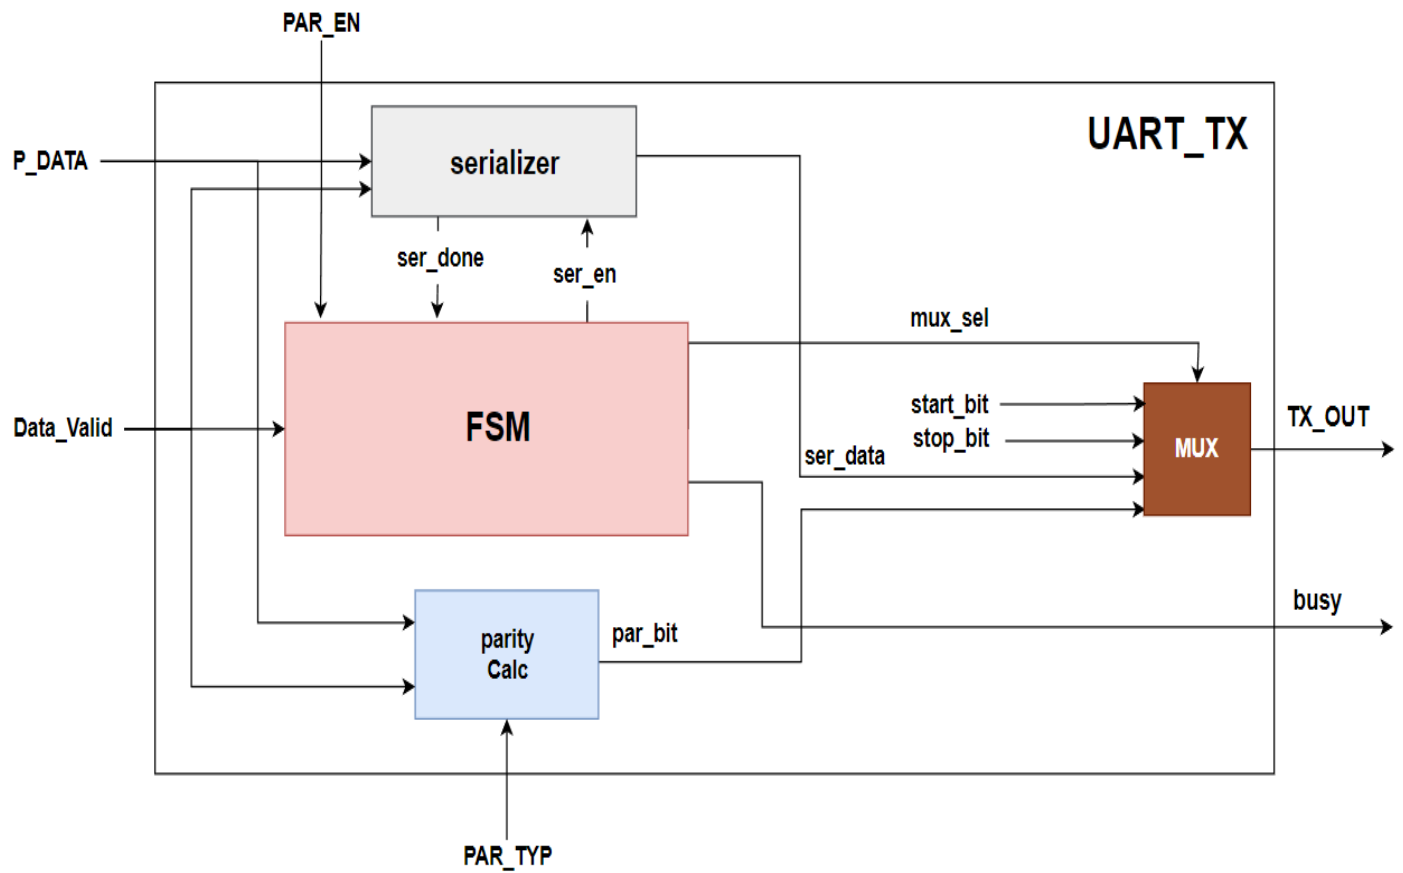 PAR_EN
UART_TX
P_DATA
serializer
ser_done
ser_en
mux_sel
start_bit
TX_OUT
Data_Valid
FSM
stop_bit
MUX
ser_data
busy
parity
Calc
par_bit
PAR_TYP